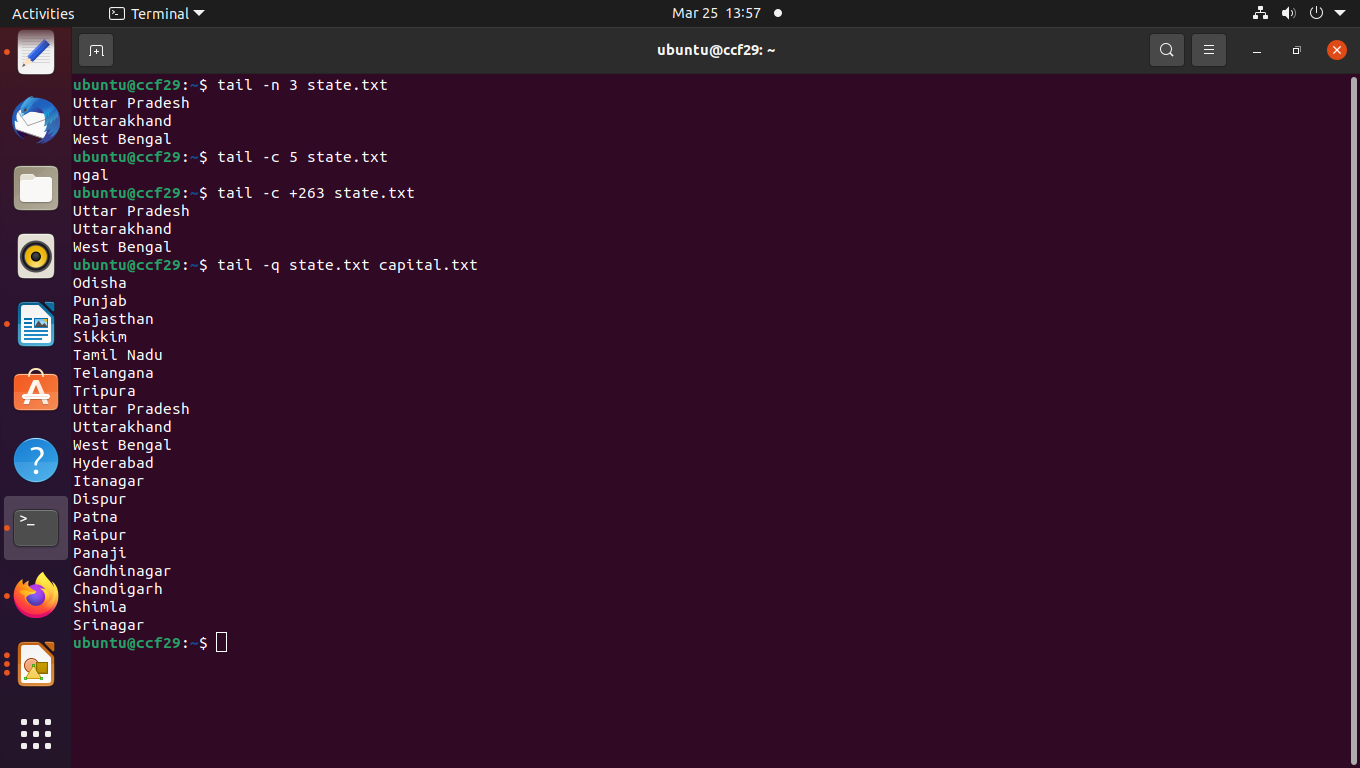 Activities Terminal Mar 25 13:57
ubuntu@ccf29: ~
ubuntu@ccf29:~$ tail -n 3 state.txt
Uttar Pradesh
Uttarakhand
West Bengal
ubuntu@ccf29:~$ tail -c 5 state.txt
ngal
ubuntu@ccf29:~$ tail -c +263 state.txt
Uttar Pradesh
Uttarakhand
West Bengal
ubuntu@ccf29:~$ tail -q state.txt capital.txt
Odisha
Punjab
Rajasthan
Sikkim
Tamil Nadu
Telangana
Tripura
Uttar Pradesh
Uttarakhand
West Bengal
Hyderabad
Itanagar
Dispur
Patna
Raipur
Panaji
Gandhinagar
Chandigarh
Shimla
Srinagar
ubuntu@ccf29:~$